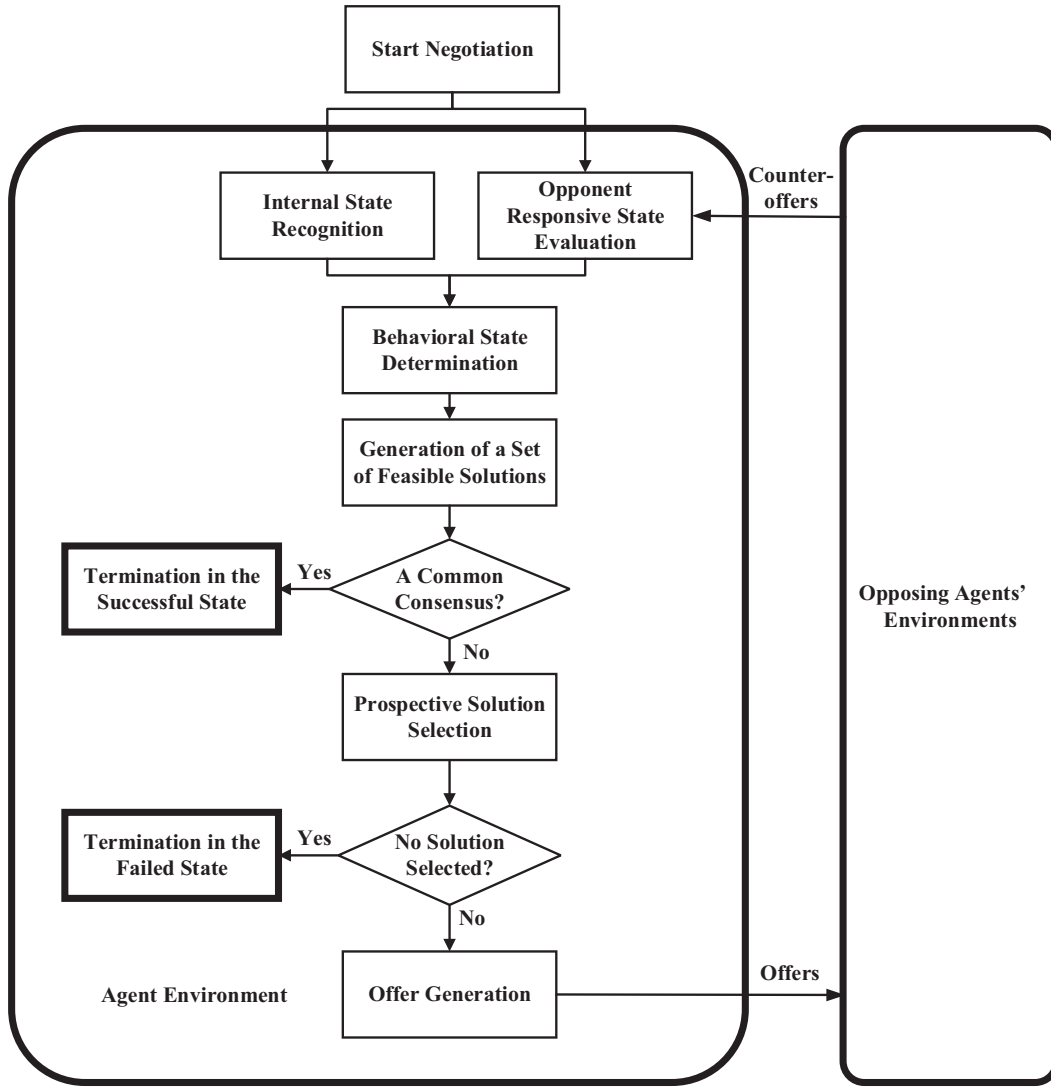 Start Negotiation
Internal State
Recognition
Opponent
Responsive State
Evaluation
Counter-
offers
Behavioral State
Determination
Generation of a Set
of Feasible Solutions
Termination in the
Successful State
Yes
A Common
Consensus?
No
Opposing Agents’
Environments
Prospective Solution
Selection
Termination in the
Failed State
Yes
No Solution
Selected?
No
Agent Environment
Offer Generation
Offers